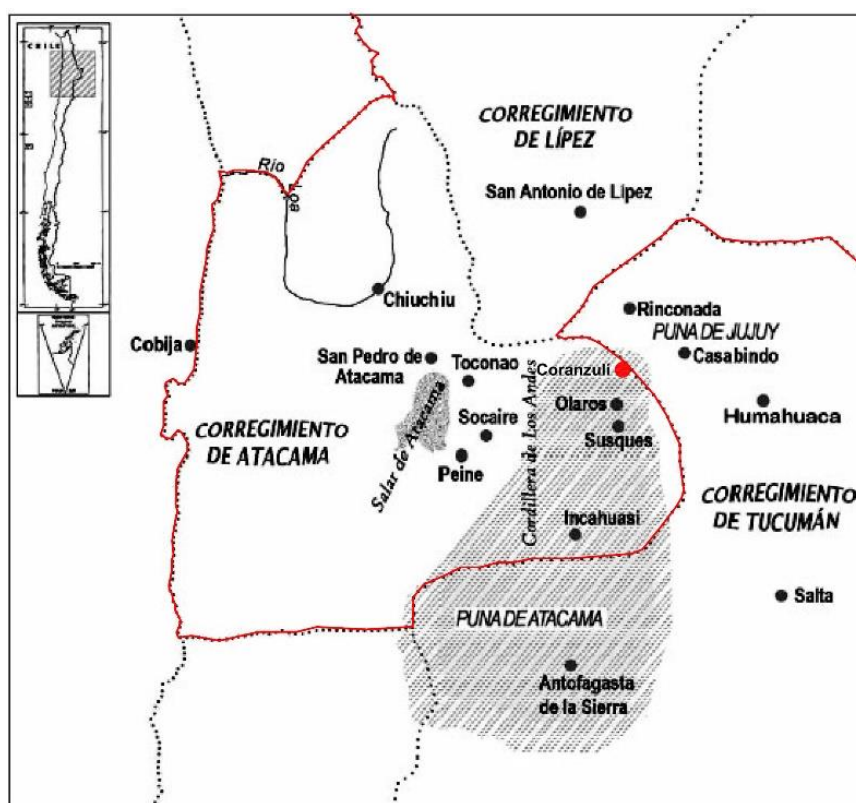 CHILE
CORREGIMIENTO
DE LÍPEZ
San Antonio de Lípez
Río
Loa
Chiuchiu
Rinconada
PUNA DE JUJUY
Casabindo
Cobija
San Pedro de
Atacama
Toconao
Coranzulí
Humahuaca
Olaros
Susques
Socaire
Peine
CORREGIMIENTO
DE ATACAMA
Salar de Atacama
Cordillera de Los Andes
Incahuasi
CORREGIMIENTO
DE TUCUMÁN
Salta
PUNA DE ATACAMA
Antofagasta
de la Sierra